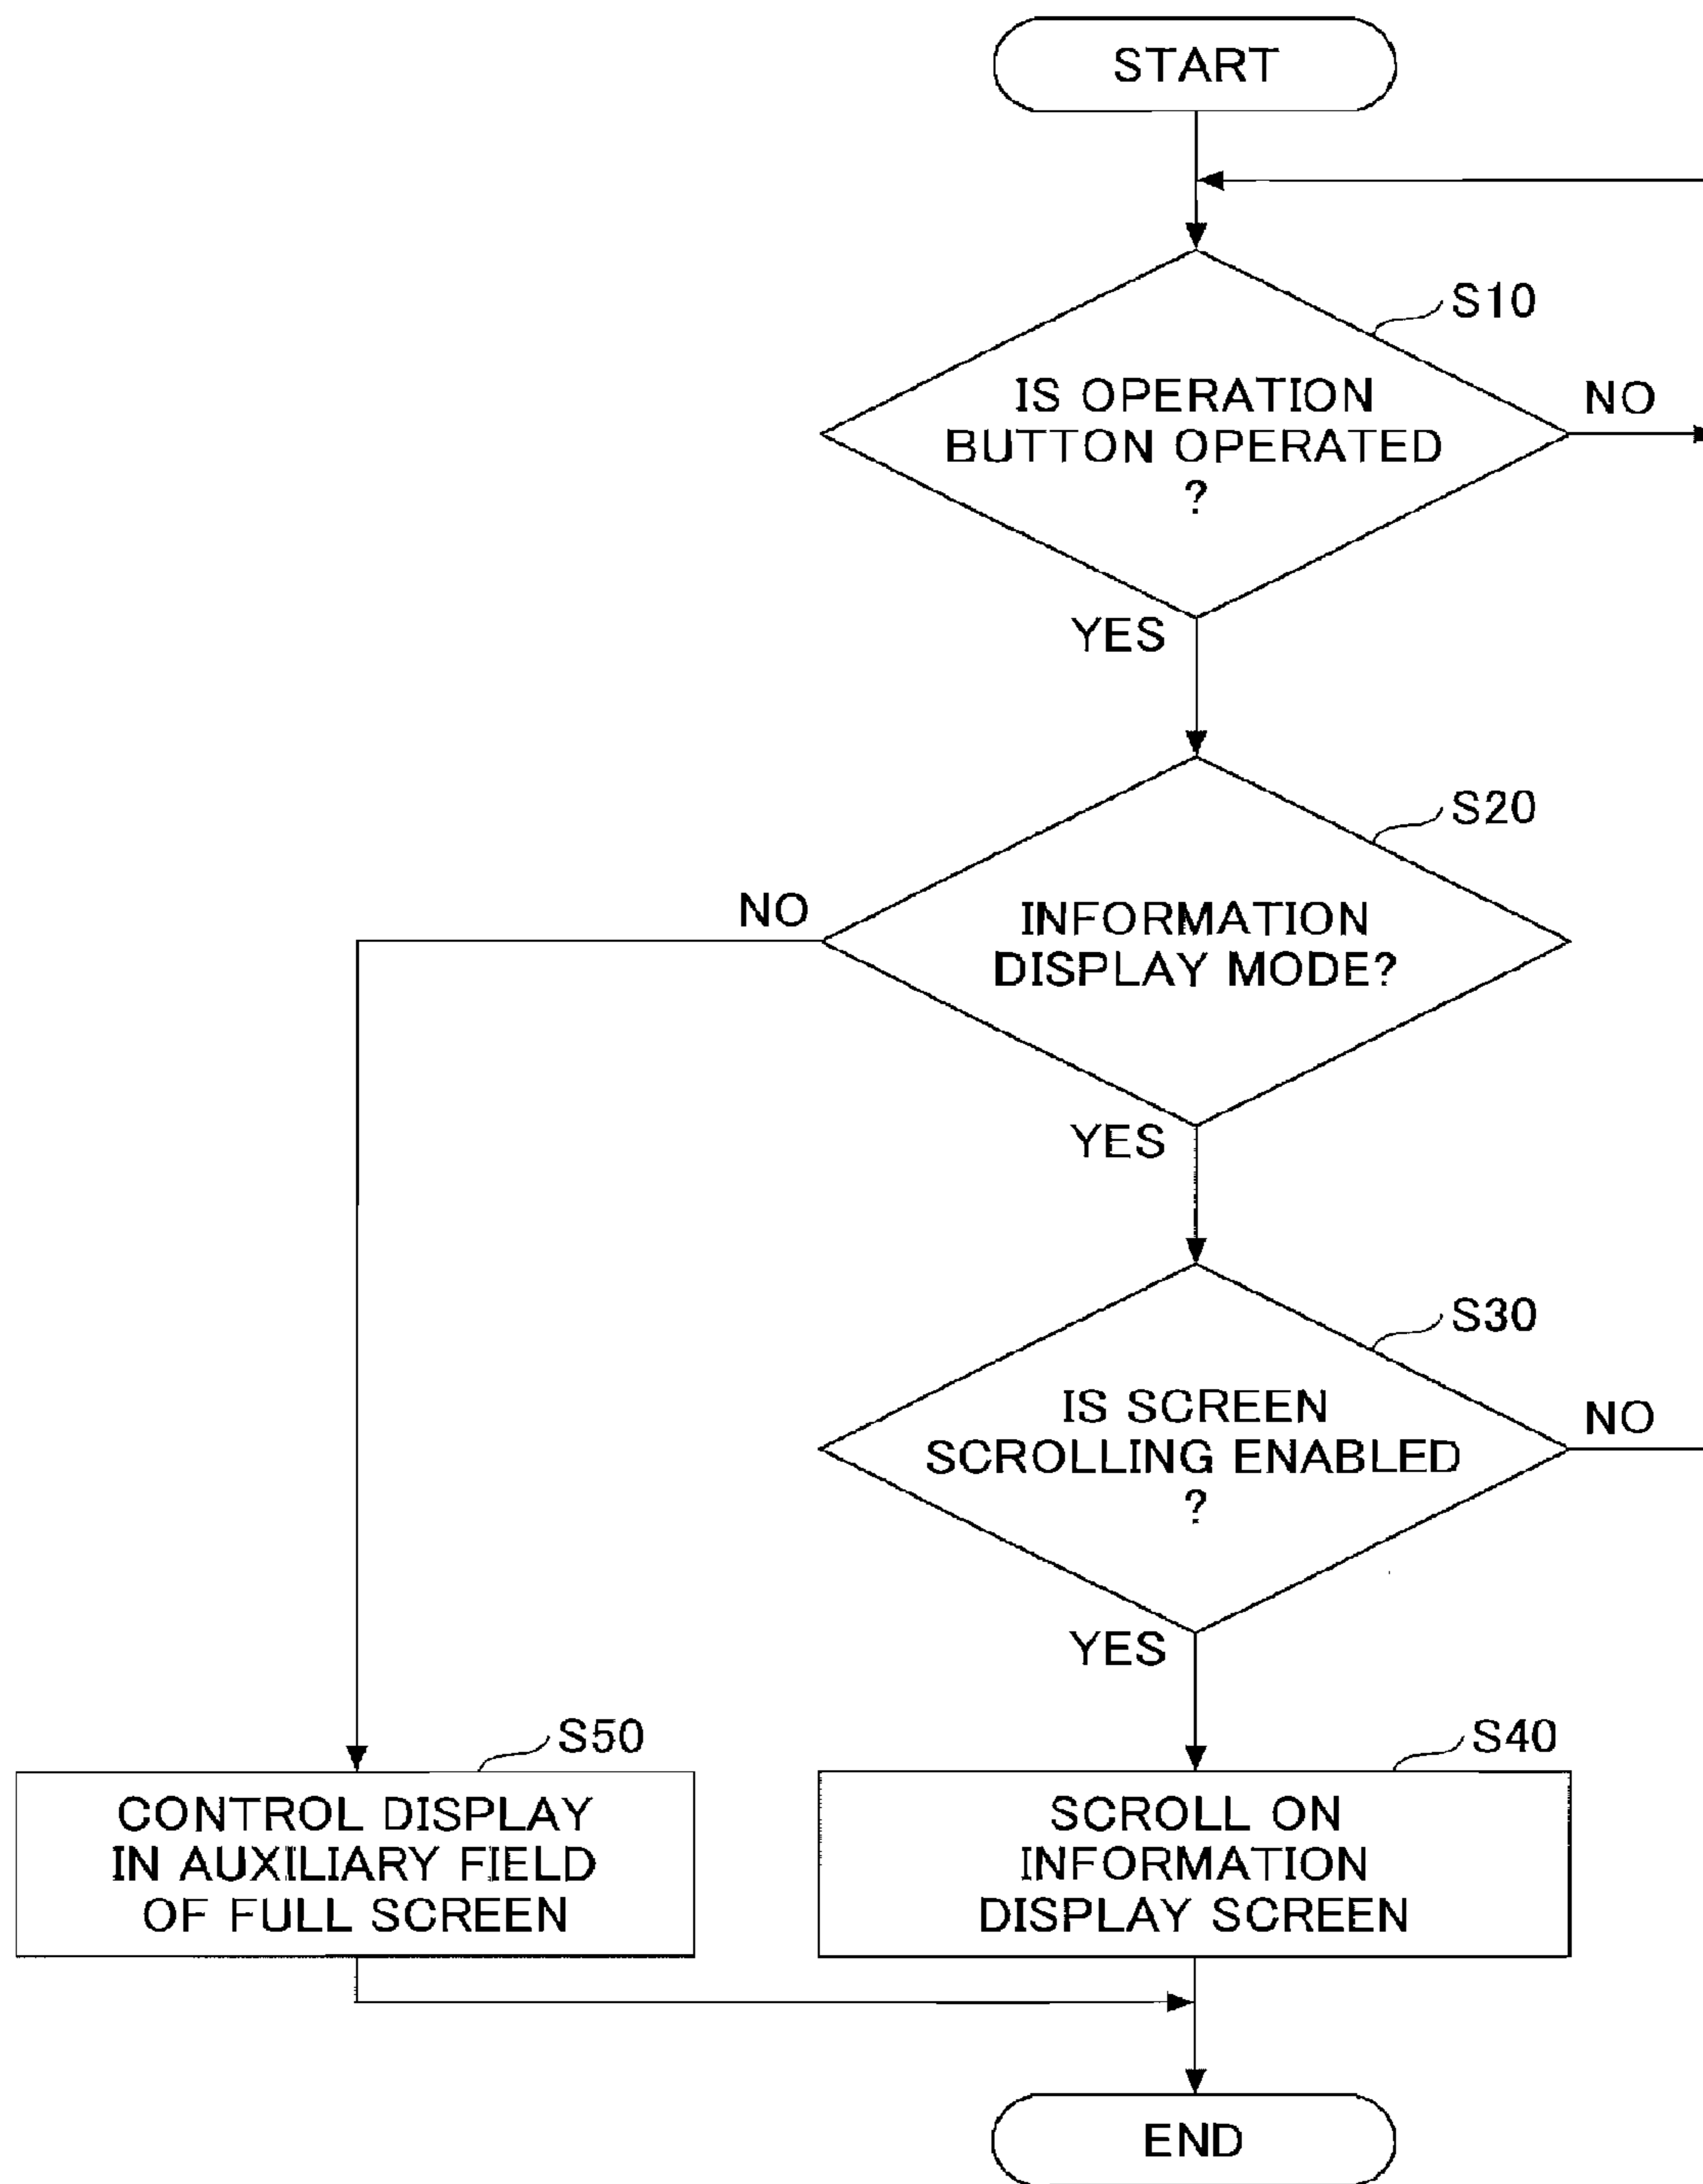 START
S10
IS OPERATION
BUTTON OPERATED
?
NO
YES
S20
NO
INFORMATION
DISPLAY MODE?
YES
S30
IS SCREEN
SCROLLING ENABLED
?
NO
YES
S50
CONTROL DISPLAY
IN AUXILIARY FIELD
OF FULL SCREEN
S40
SCROLL ON
INFORMATION
DISPLAY SCREEN
END